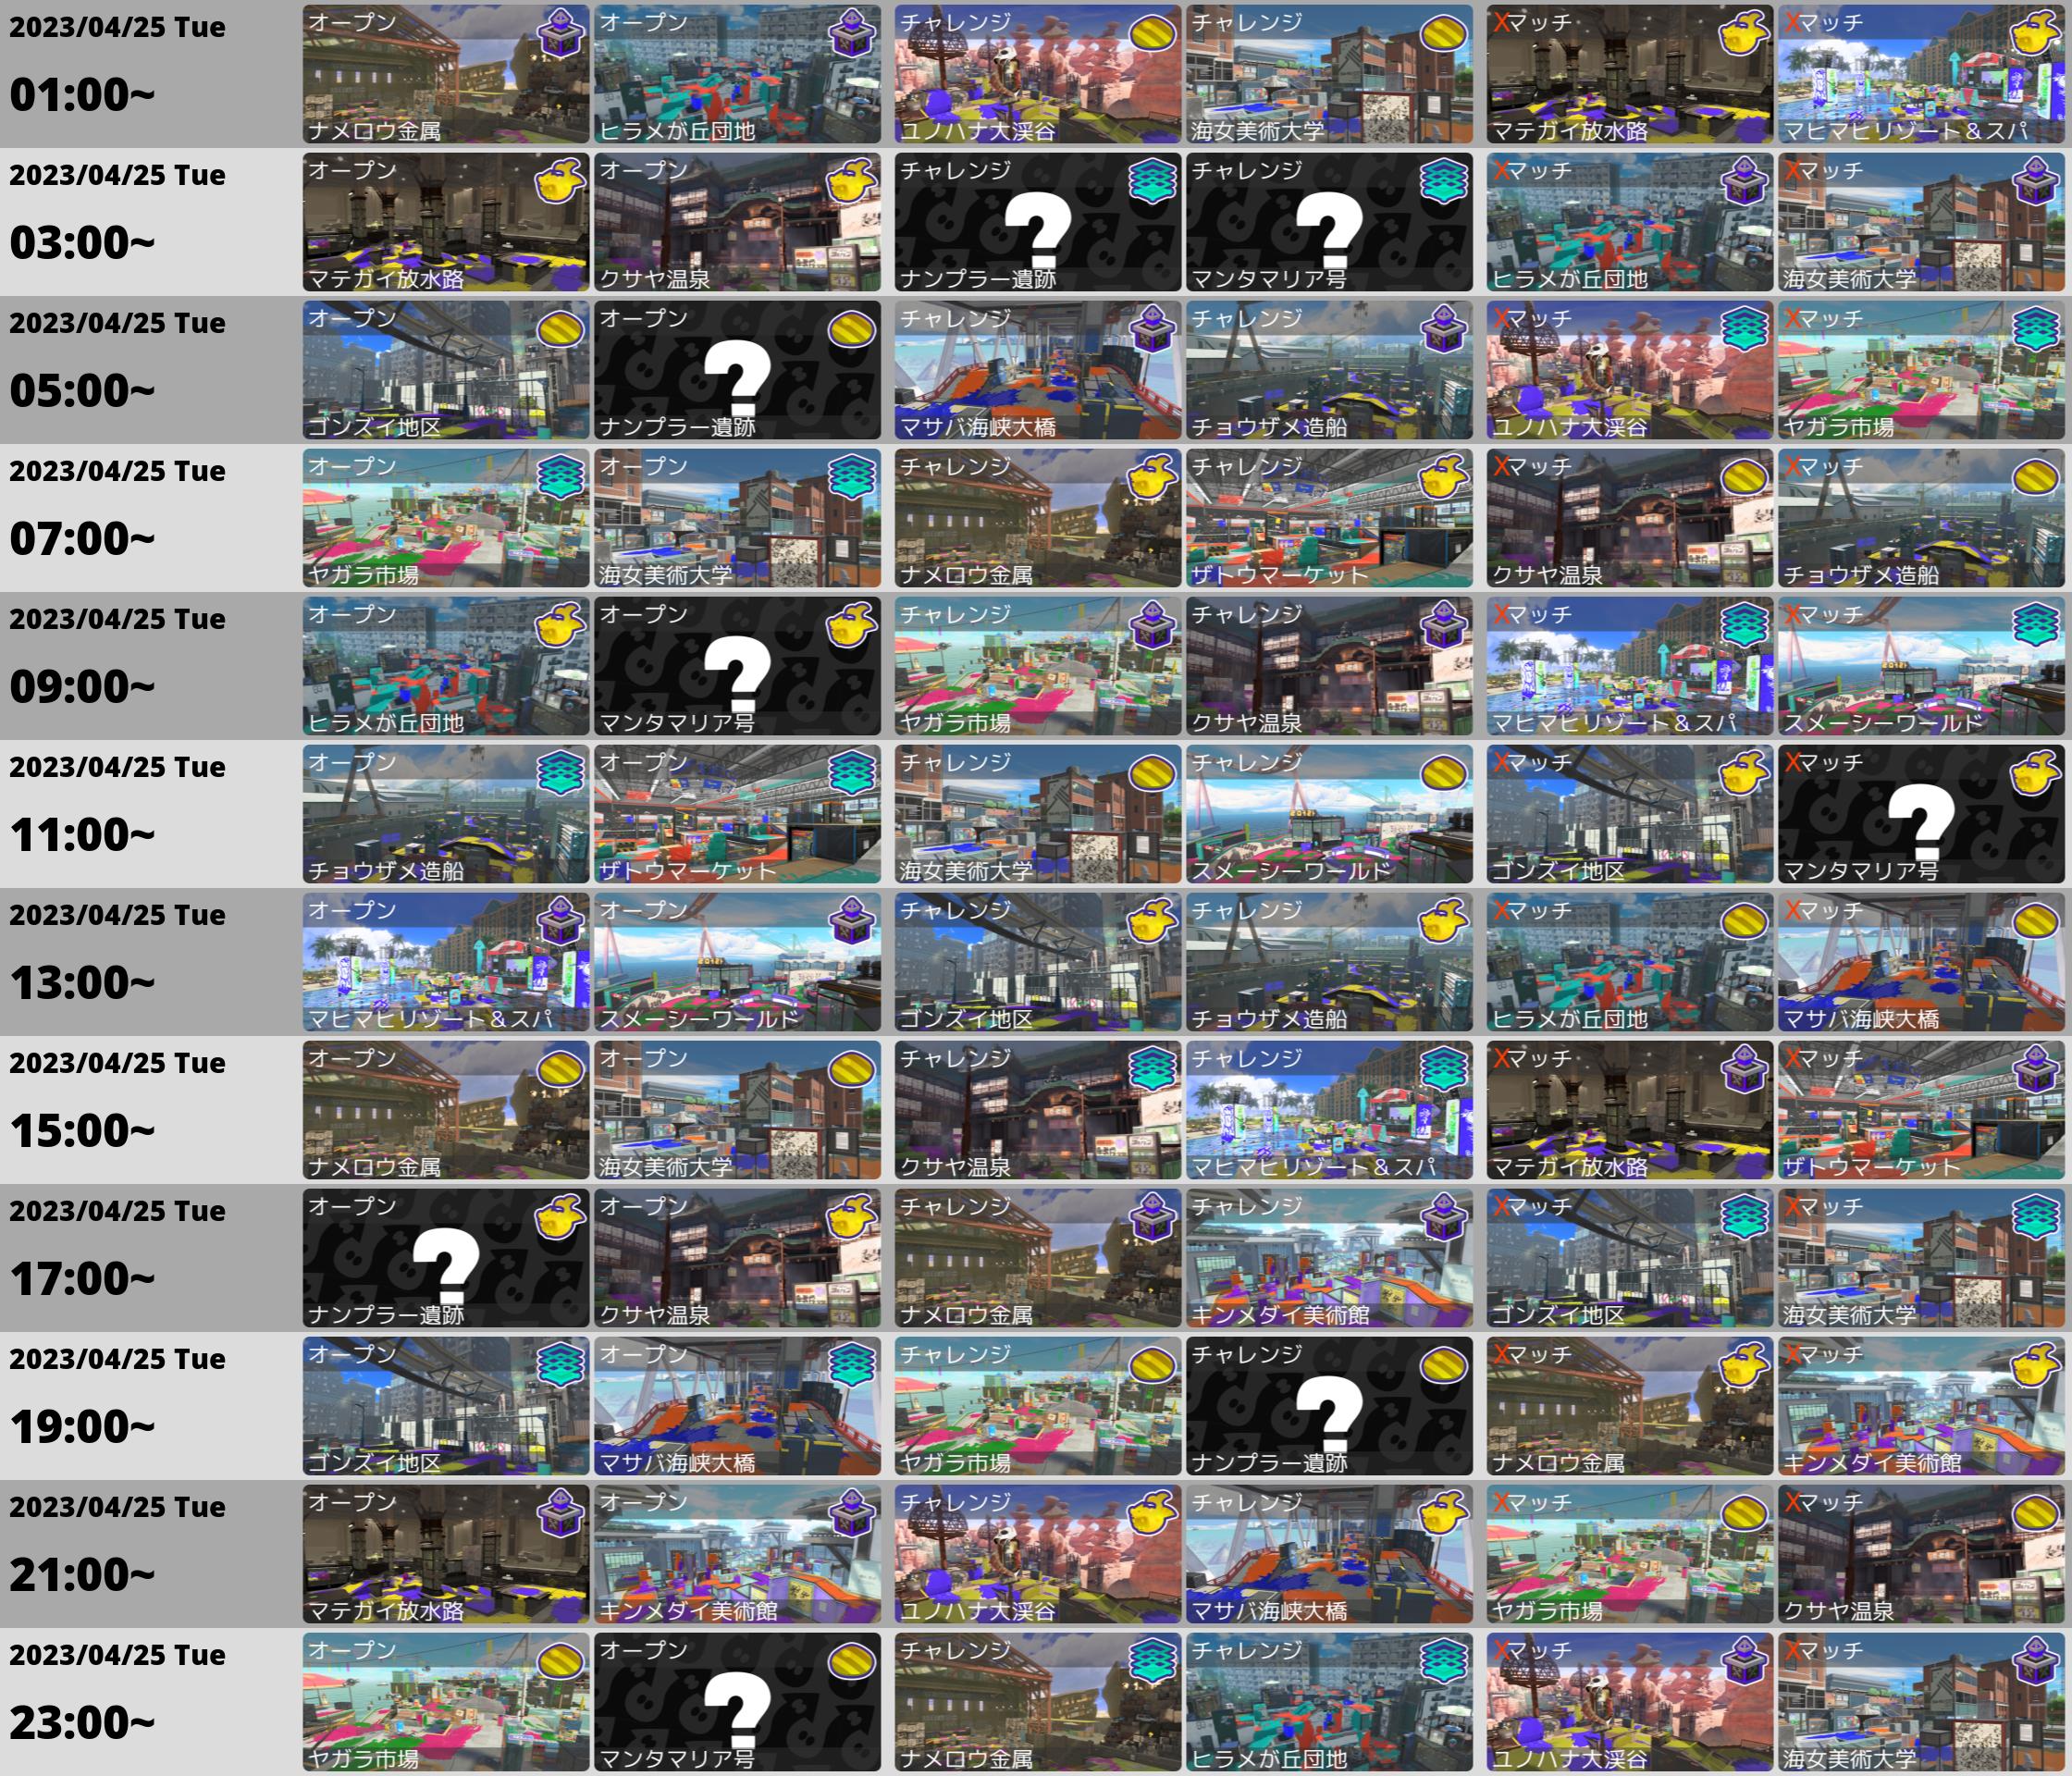 2023/04/25 Tue
01:00~
オープン
ナメロウ金属
オープン
ヒラメが丘団地
チャレンジ
ユノハナ大渓谷
チャレンジ
海女美術大学
Xマッチ
マテガイ放水路
Xマッチ
マヒマヒリゾート＆スパ
2023/04/25 Tue
03:00~
オープン
マテガイ放水路
オープン
クサヤ温泉
チャレンジ
?
ナンプラー遺跡
チャレンジ
?
マンタマリア号
Xマッチ
ヒラメが丘団地
Xマッチ
海女美術大学
2023/04/25 Tue
05:00~
オープン
ゴンズイ地区
オープン
?
ナンプラー遺跡
チャレンジ
マサバ海峡大橋
チャレンジ
チョウザメ造船
Xマッチ
ユノハナ大渓谷
Xマッチ
ヤガラ市場
2023/04/25 Tue
07:00~
オープン
ヤガラ市場
オープン
海女美術大学
チャレンジ
ナメロウ金属
チャレンジ
ザトウマーケット
Xマッチ
クサヤ温泉
Xマッチ
チョウザメ造船
2023/04/25 Tue
09:00~
オープン
ヒラメが丘団地
オープン
?
マンタマリア号
チャレンジ
ヤガラ市場
チャレンジ
クサヤ温泉
Xマッチ
マヒマヒリゾート＆スパ
Xマッチ
スメーシーワールド
2023/04/25 Tue
11:00~
オープン
チョウザメ造船
オープン
ザトウマーケット
チャレンジ
海女美術大学
チャレンジ
スメーシーワールド
Xマッチ
ゴンズイ地区
Xマッチ
?
マンタマリア号
2023/04/25 Tue
13:00~
オープン
マヒマヒリゾート＆スパ
オープン
スメーシーワールド
チャレンジ
ゴンズイ地区
チャレンジ
チョウザメ造船
Xマッチ
ヒラメが丘団地
Xマッチ
マサバ海峡大橋
2023/04/25 Tue
15:00~
オープン
ナメロウ金属
オープン
海女美術大学
チャレンジ
クサヤ温泉
チャレンジ
マヒマヒリゾート＆スパ
Xマッチ
マテガイ放水路
Xマッチ
ザトウマーケット
2023/04/25 Tue
17:00~
オープン
?
ナンプラー遺跡
オープン
クサヤ温泉
チャレンジ
ナメロウ金属
チャレンジ
キンメダイ美術館
Xマッチ
ゴンズイ地区
Xマッチ
海女美術大学
2023/04/25 Tue
19:00~
オープン
ゴンズイ地区
オープン
マサバ海峡大橋
チャレンジ
ヤガラ市場
チャレンジ
?
ナンプラー遺跡
Xマッチ
ナメロウ金属
Xマッチ
キンメダイ美術館
2023/04/25 Tue
21:00~
オープン
マテガイ放水路
オープン
キンメダイ美術館
チャレンジ
ユノハナ大渓谷
チャレンジ
マサバ海峡大橋
Xマッチ
ヤガラ市場
Xマッチ
クサヤ温泉
2023/04/25 Tue
23:00~
オープン
ヤガラ市場
オープン
?
マンタマリア号
チャレンジ
ナメロウ金属
チャレンジ
ヒラメが丘団地
Xマッチ
ユノハナ大渓谷
Xマッチ
海女美術大学